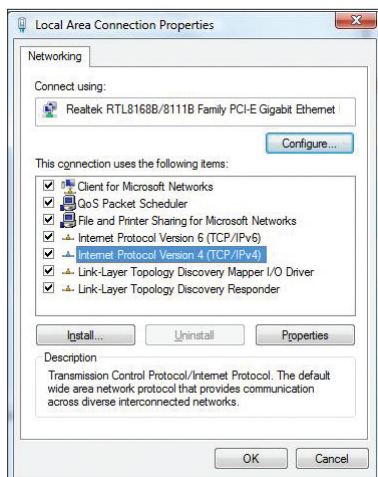 Local Area Connection Properties
Networking
Connect using:
Realtek RTL8168B/8111B Family PCI-E Gigabit Ethernet
Configure...
This connection uses the following items:
Client for Microsoft Networks
QoS Packet Scheduler
File and Printer Sharing for Microsoft Networks
Internet Protocol Version 6 (TCP/IPv6)
Internet Protocol Version 4 (TCP/IPv4)
Link-Layer Topology Discovery Mapper I/O Driver
Link-Layer Topology Discovery Responder
Install...
Uninstall
Properties
Description
Transmission Control Protocol/Internet Protocol. The default
wide area network protocol that provides communication
across diverse interconnected networks.
OK
Cancel